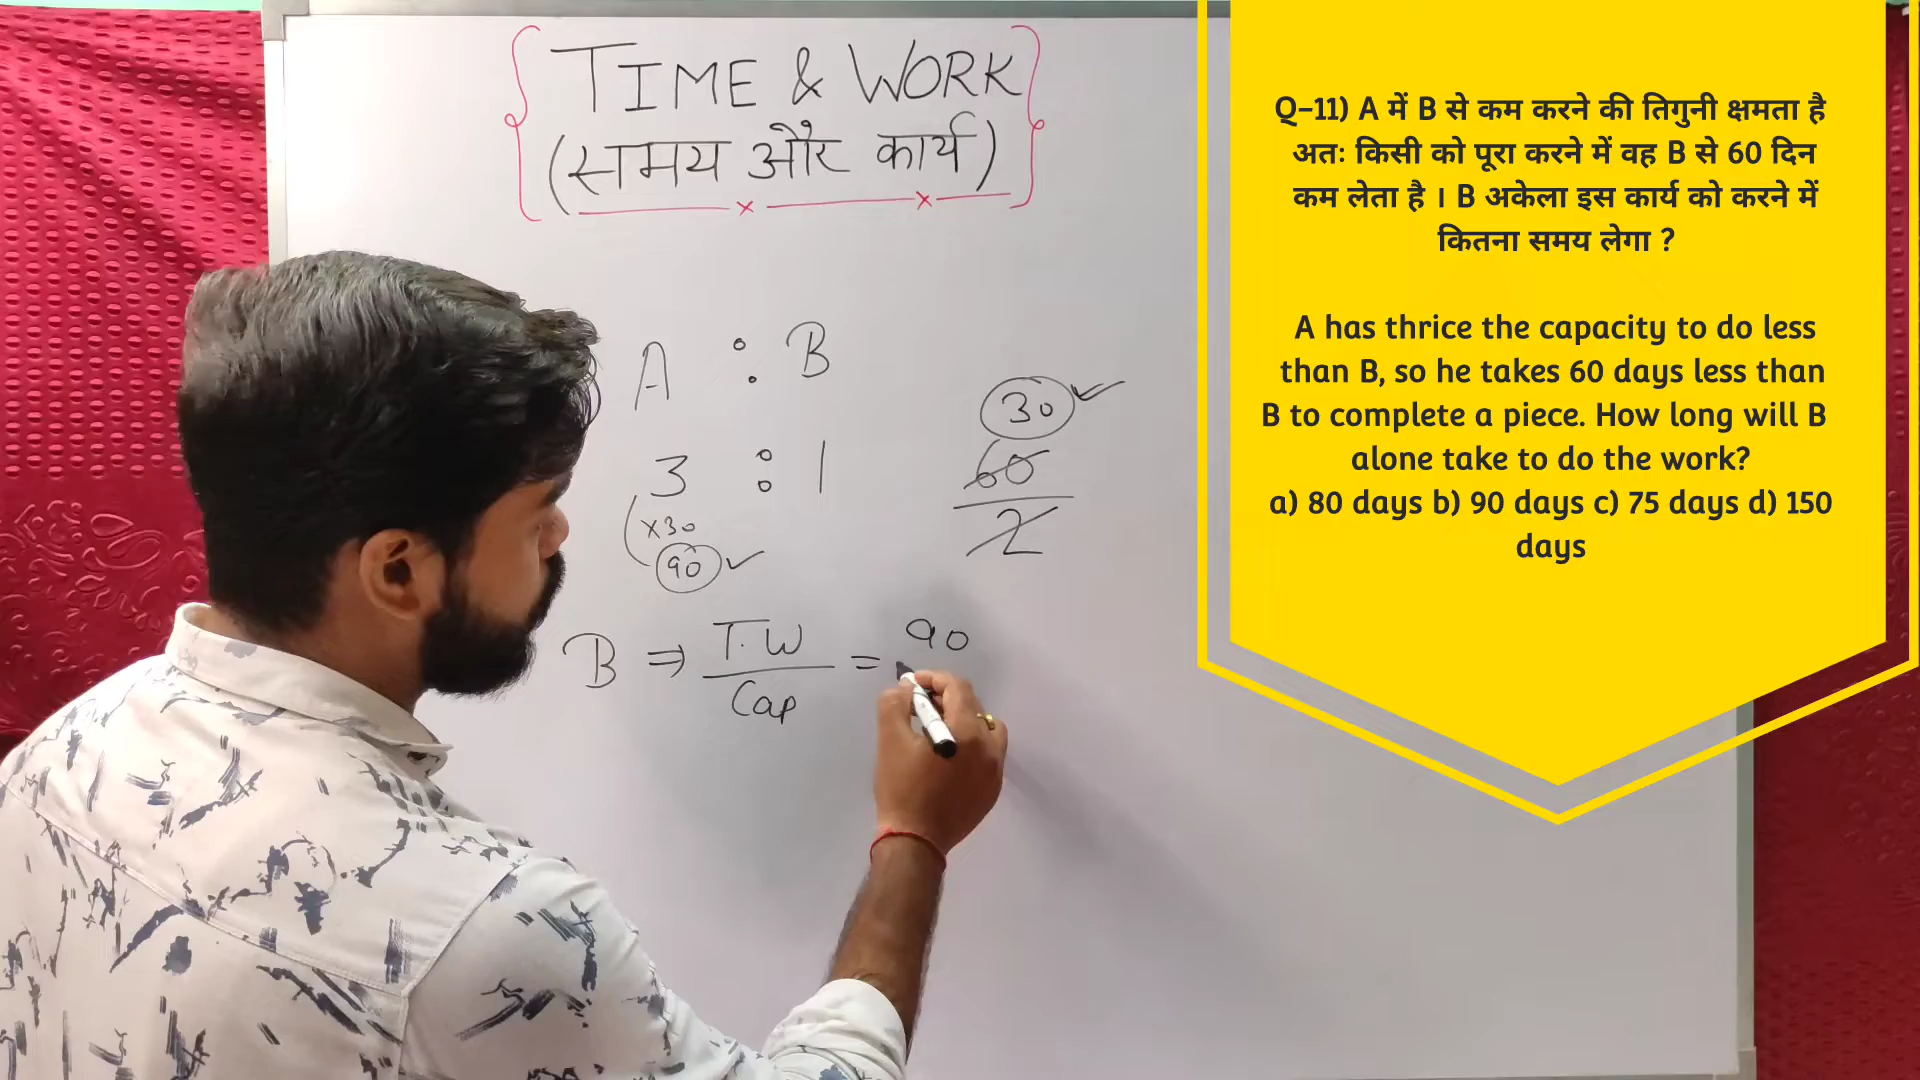 TIME & WORK
(समय और कार्य)
A : B
3 : 1
×30
90
30
60
2
B ⇒ T.W = 90
Cap
Q–11) A में B से कम करने की तिगुनी क्षमता है
अतः किसी को पूरा करने में वह B से 60 दिन
कम लेता है । B अकेला इस कार्य को करने में
कितना समय लेगा ?
A has thrice the capacity to do less
than B, so he takes 60 days less than
B to complete a piece. How long will B
alone take to do the work?
a) 80 days b) 90 days c) 75 days d) 150
days